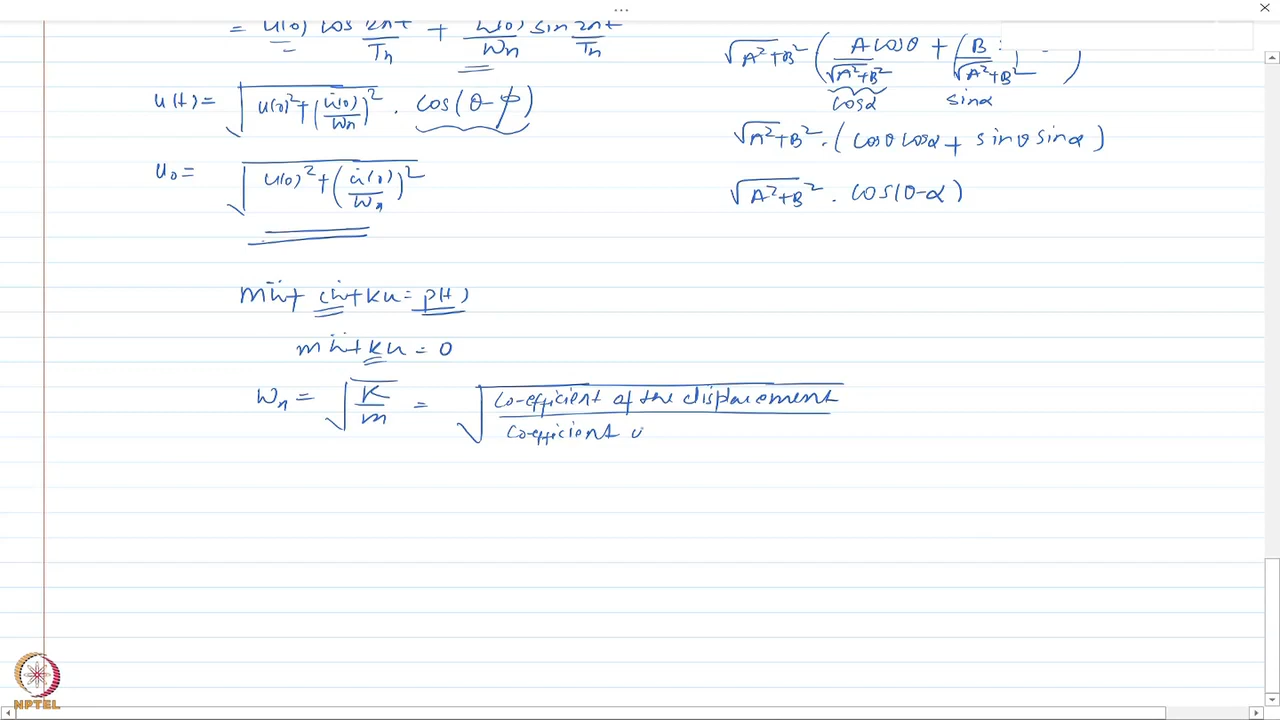 = u(0) cos 2πt/Tn + u̇(0)/ωn sin 2πt/Tn
√A²+B² ( A cosθ/√A²+B² + ( B /√A²+B² )
cosα sinα
u(t) = √u(0)²+(u̇(0)/ωn)² . cos(θ-φ)
√A²+B² . ( cosθ cosα + sinθ sinα )
u₀ = √u(0)²+(u̇(0)/ωn)²
√A²+B² . cos(θ-α)
mü+ cu̇+ku = p(t)
mü+ku = 0
ωn = √k/m = √Co-efficient of the displacement
Coefficient
NPTEL